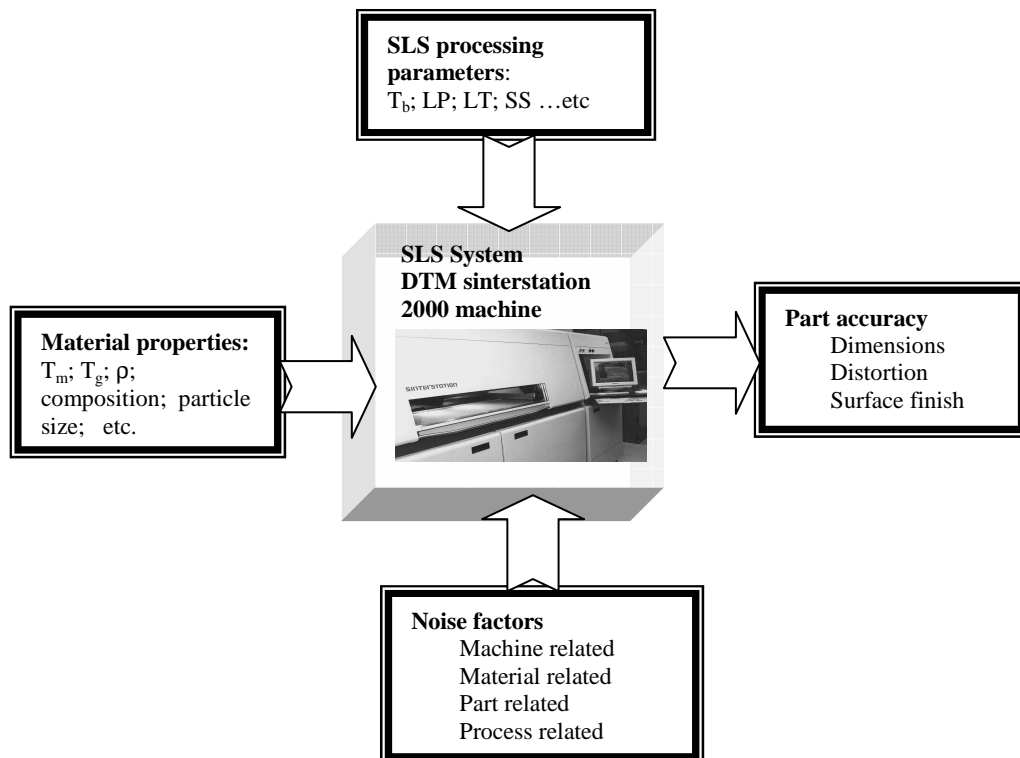 SLS processing
parameters:
T_b; LP; LT; SS …etc
SLS System
DTM sinterstation
2000 machine
SINTERSTATION
Material properties:
T_m; T_g; ρ;
composition; particle
size; etc.
Part accuracy
Dimensions
Distortion
Surface finish
Noise factors
Machine related
Material related
Part related
Process related